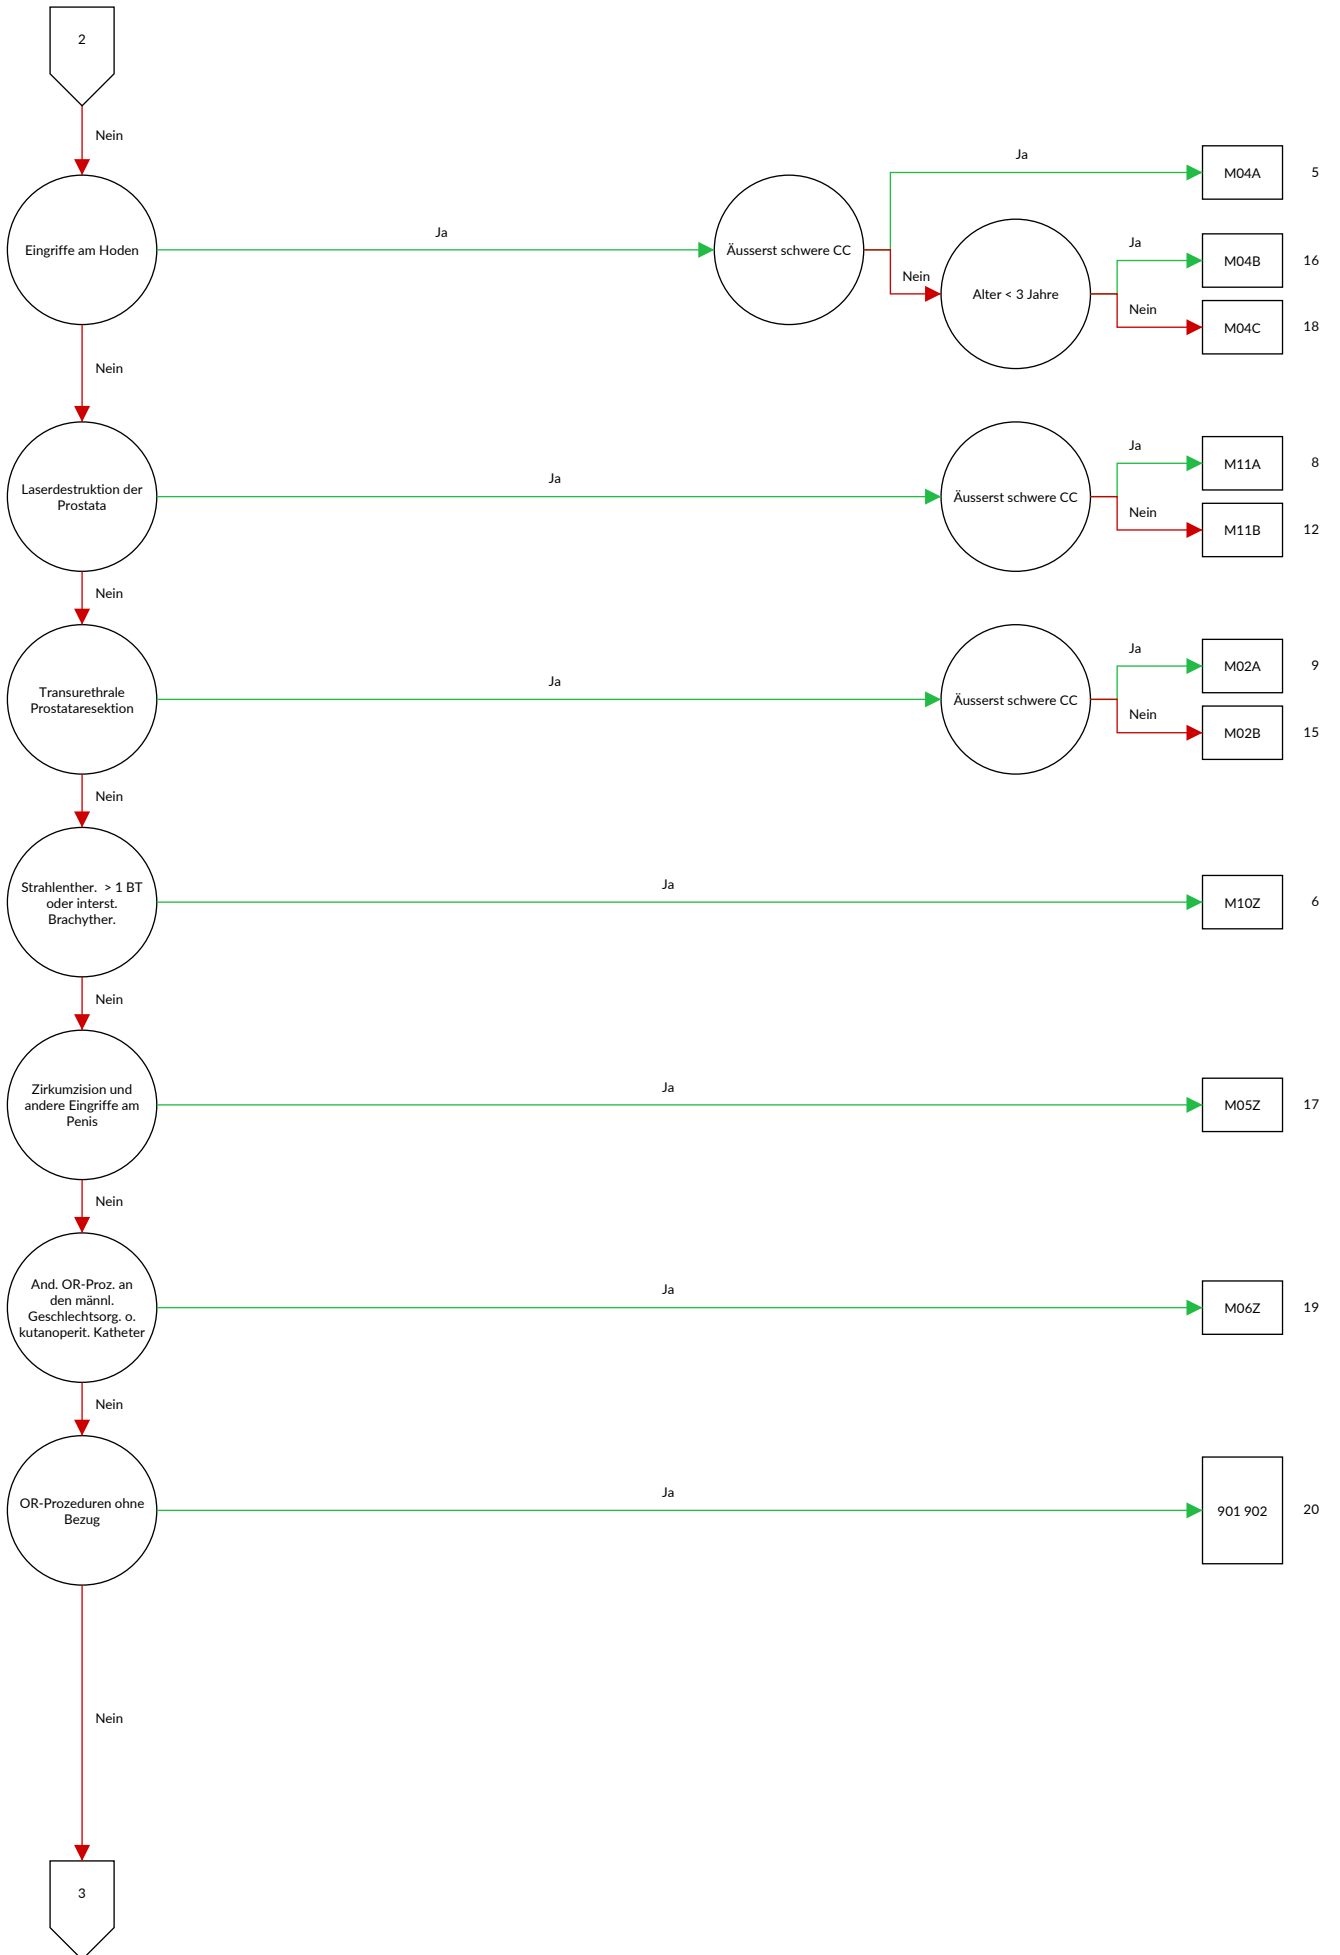 2
Nein
Ja
M04A
5
Eingriffe am Hoden
Ja
Äusserst schwere CC
Nein
Alter < 3 Jahre
Ja
M04B
16
Nein
M04C
18
Nein
Laserdestruktion der
Prostata
Ja
Äusserst schwere CC
Ja
M11A
8
Nein
M11B
12
Nein
Transurethrale
Prostataresektion
Ja
Äusserst schwere CC
Ja
M02A
9
Nein
M02B
15
Nein
Strahlenther. > 1 BT
oder interst.
Brachyther.
Ja
M10Z
6
Nein
Zirkumzision und
andere Eingriffe am
Penis
Ja
M05Z
17
Nein
And. OR-Proz. an
den männl.
Geschlechtsorg. o.
kutanoperit. Katheter
Ja
M06Z
19
Nein
OR-Prozeduren ohne
Bezug
Ja
901 902
20
Nein
3